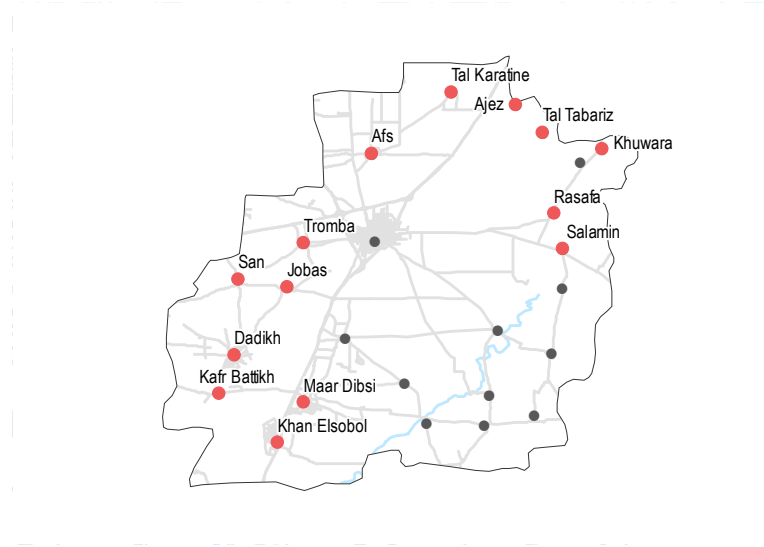 Tal Karatine
Ajez
Tal Tabariz
Afs
Khuwara
Rasafa
Tromba
Salamin
San
Jobas
Dadikh
Kafr Battikh
Maar Dibsi
Khan Elsobol